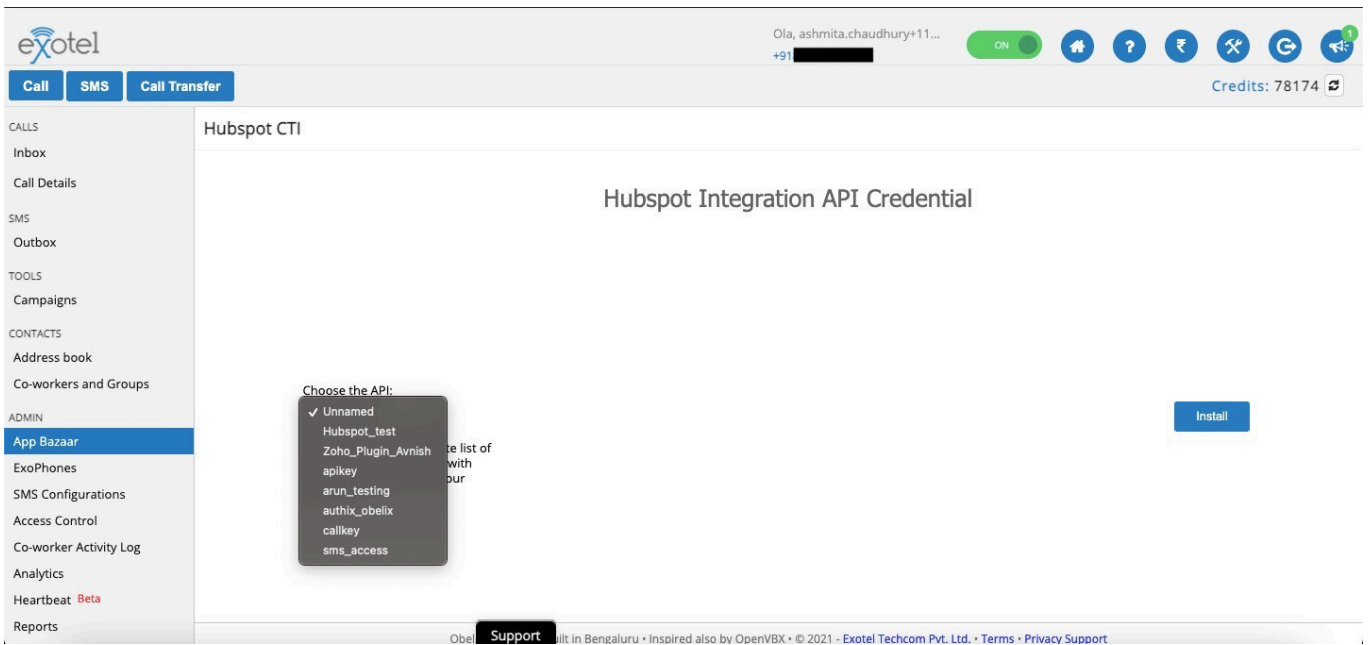 exotel
Ola, ashmita.chaudhury+11...
+91
ON
?
₹
1
Call
SMS
Call Transfer
Credits: 78174
CALLS
Inbox
Call Details
SMS
Outbox
TOOLS
Campaigns
CONTACTS
Address book
Co-workers and Groups
ADMIN
App Bazaar
ExoPhones
SMS Configurations
Access Control
Co-worker Activity Log
Analytics
Heartbeat Beta
Reports
Hubspot CTI
Hubspot Integration API Credential
Choose the API:
✓ Unnamed
Hubspot_test
Zoho_Plugin_Avnish
apikey
arun_testing
authix_obelix
callkey
sms_access
list of
with
Install
Support
in Bengaluru • Inspired also by OpenVBX • © 2021 - Exotel Techcom Pvt. Ltd. • Terms • Privacy Support